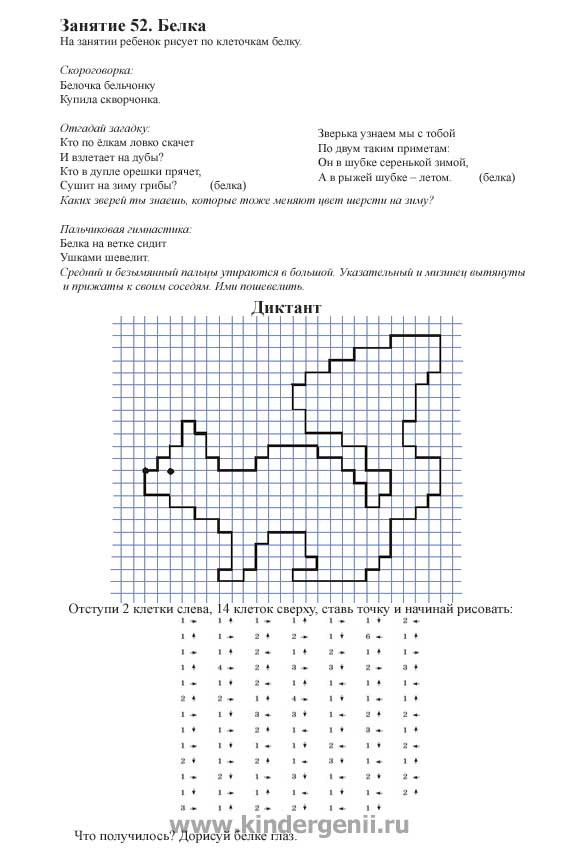 Занятие 52. Белка
На занятии ребенок рисует по клеточкам белку.
Скороговорка:
Белочка бельчонку
Купила скворчонка.
Отгадай загадку:
Кто по ёлкам ловко скачет
И взлетает на дубы?
Кто в дупле орешки прячет,
Сушит на зиму грибы? (белка)
Зверька узнаем мы с тобой
По двум таким приметам:
Он в шубке серенькой зимой,
А в рыжей шубке – летом. (белка)
Каких зверей ты знаешь, которые тоже меняют цвет шерсти на зиму?
Пальчиковая гимнастика:
Белка на ветке сидит
Ушками шевелит.
Средний и безымянный пальцы упираются в большой. Указательный и мизинец вытянуты
и прижаты к своим соседям. Ими пошевелить.
Диктант
Отступи 2 клетки слева, 14 клеток сверху, ставь точку и начинай рисовать:
1 1 1 1 1 1 2
1 1 2 2 1 6 1
1 1 1 1 2 1 1
1 4 2 3 3 2 3
1 1 2 1 1 1 1
2 2 1 4 1 1 1
1 1 3 3 1 2 2
1 1 2 1 1 3 1
1 1 1 1 2 1 1
2 1 2 1 3 1 2
1 2 1 3 1 2 2
1 1 1 1 1 1 2
3 1 2 2 1 1
www.kindergenii.ru
Что получилось? Дорисуй белке глаз.